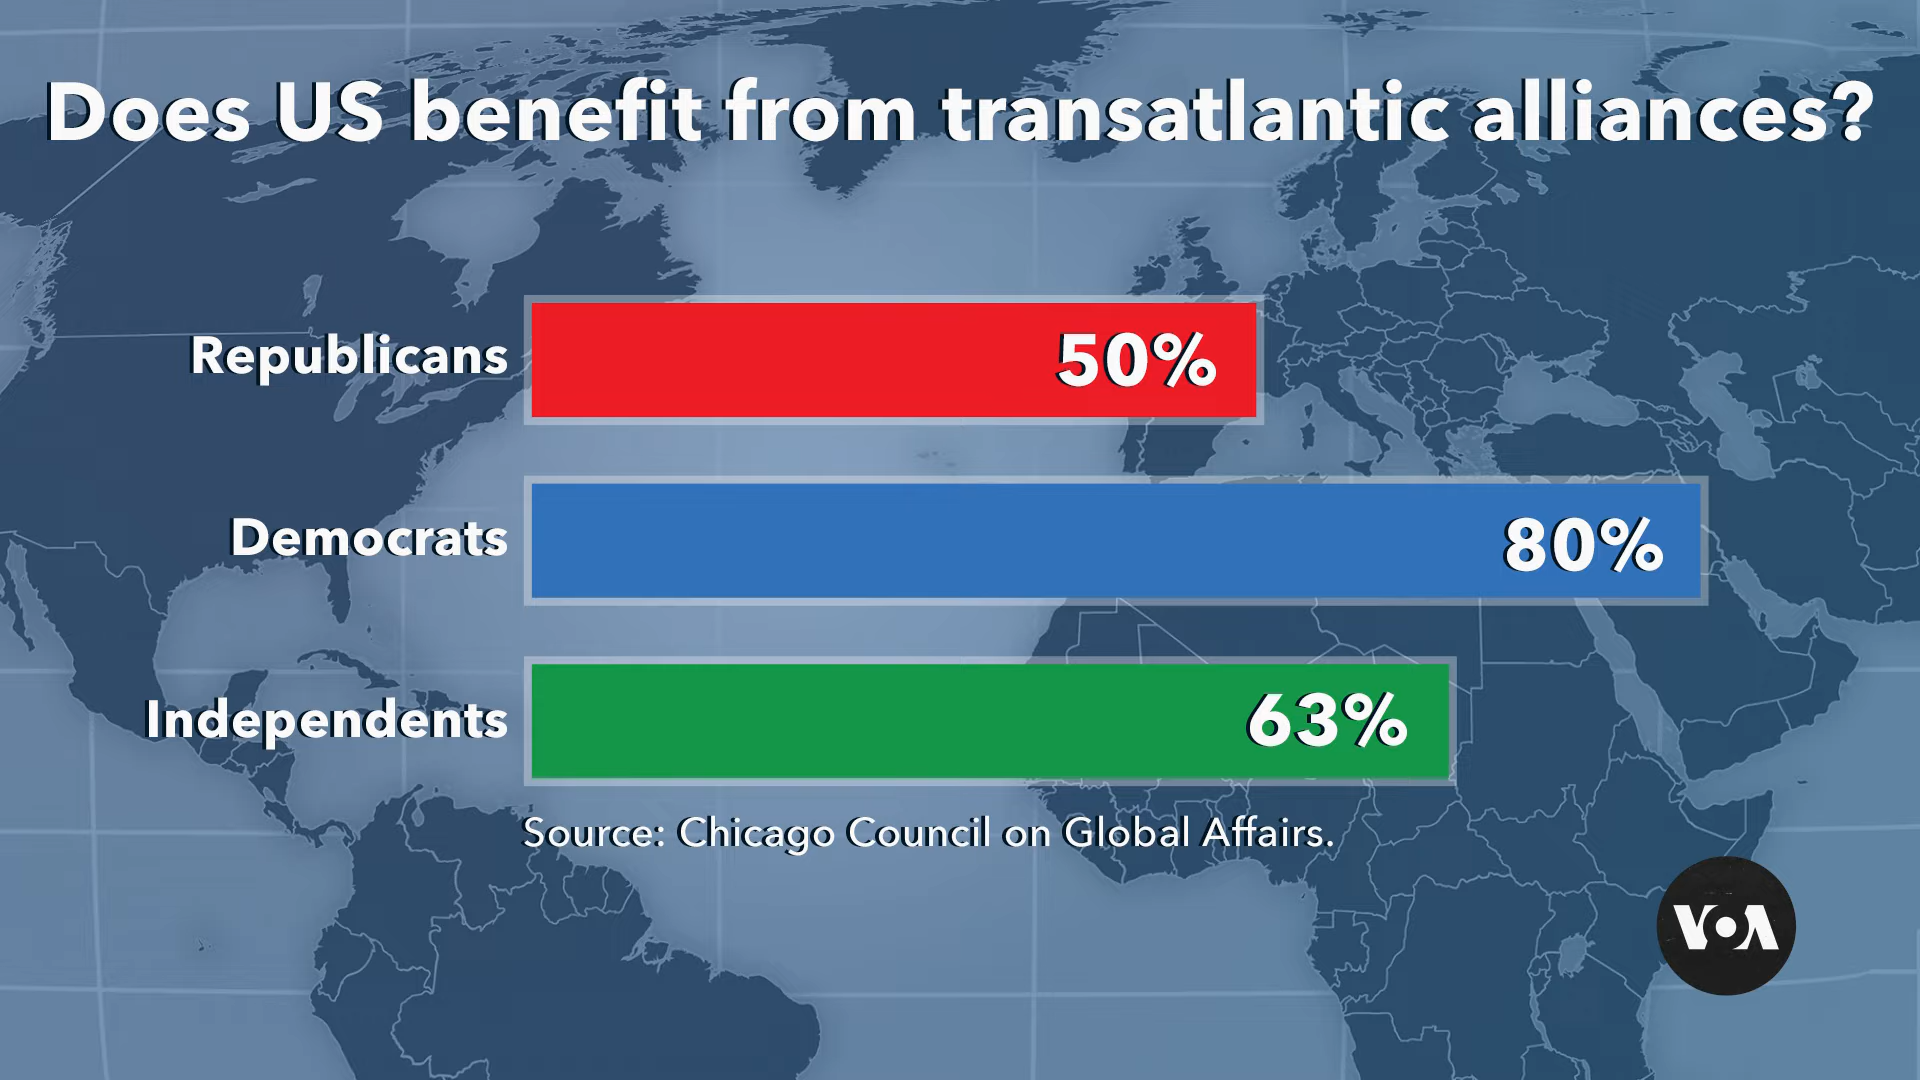 Does US benefit from transatlantic alliances?
Republicans 50%
Democrats 80%
Independents 63%
Source: Chicago Council on Global Affairs.
VOA